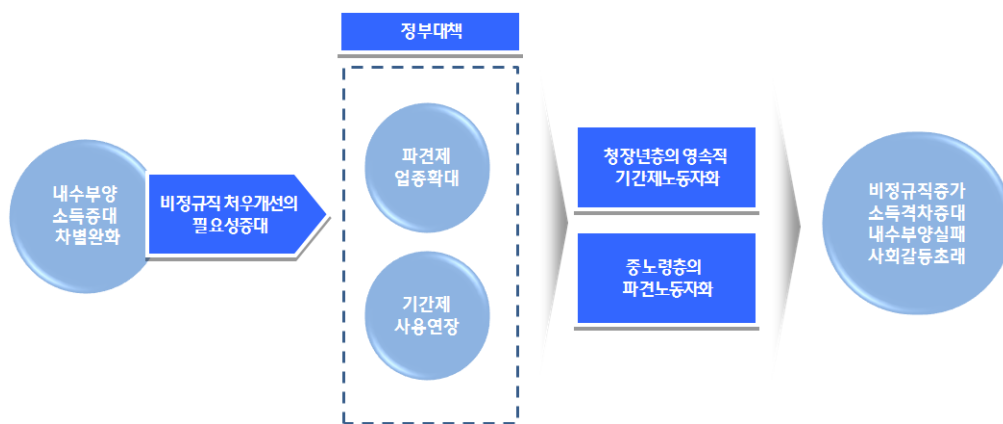 정부대책
내수부양
소득증대
차별완화
비정규직 처우개선의
필요성증대
파견제
업종확대
기간제
사용연장
청장년층의 영속적
기간제노동자화
중노령층의
파견노동자화
비정규직증가
소득격차증대
내수부양실패
사회갈등초래